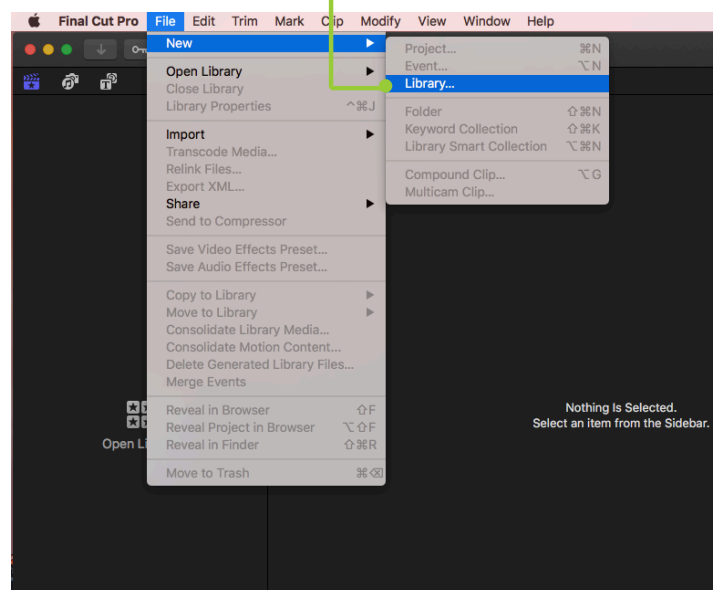 Final Cut Pro File Edit Trim Mark Clip Modify View Window Help
New
Open Library
Close Library
Library Properties ^⌘J
Import
Transcode Media...
Relink Files...
Export XML...
Share
Send to Compressor
Save Video Effects Preset...
Save Audio Effects Preset...
Copy to Library
Move to Library
Consolidate Library Media...
Consolidate Motion Content...
Delete Generated Library Files...
Merge Events
Reveal in Browser ⇧F
Reveal Project in Browser ⌥⇧F
Reveal in Finder ⇧⌘R
Move to Trash ⌘⌫
Project... ⌘N
Event... ⌥N
Library...
Folder ⇧⌘N
Keyword Collection ⇧⌘K
Library Smart Collection ⌥⌘N
Compound Clip... ⌥G
Multicam Clip...
Open Li
Nothing Is Selected.
Select an item from the Sidebar.